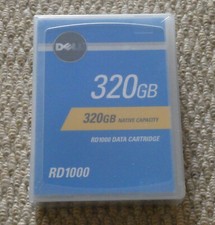 DELL
320GB
320GB NATIVE CAPACITY
RD1000 DATA CARTRIDGE
RD1000